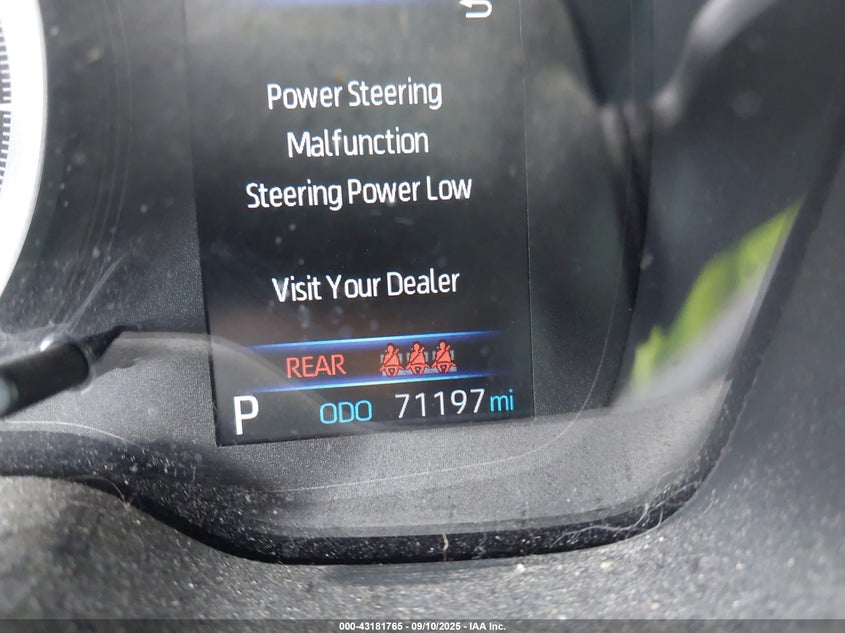 Power Steering
Malfunction
Steering Power Low
Visit Your Dealer
REAR
P ODO 71197 mi
000-43181765 - 09/10/2025 - IAA Inc.